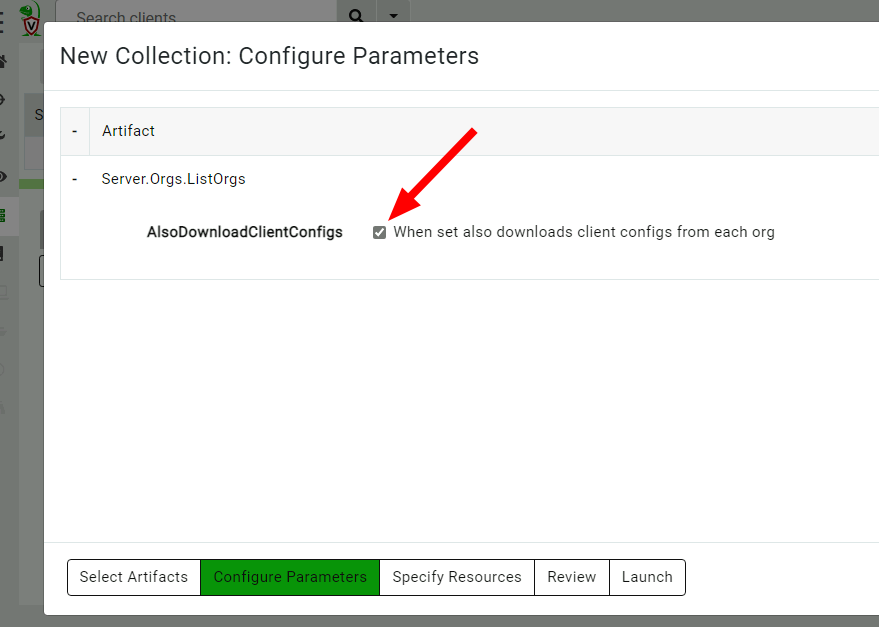 Search clients
New Collection: Configure Parameters
- Artifact
- Server.Orgs.ListOrgs
AlsoDownloadClientConfigs When set also downloads client configs from each org
Select Artifacts Configure Parameters Specify Resources Review Launch